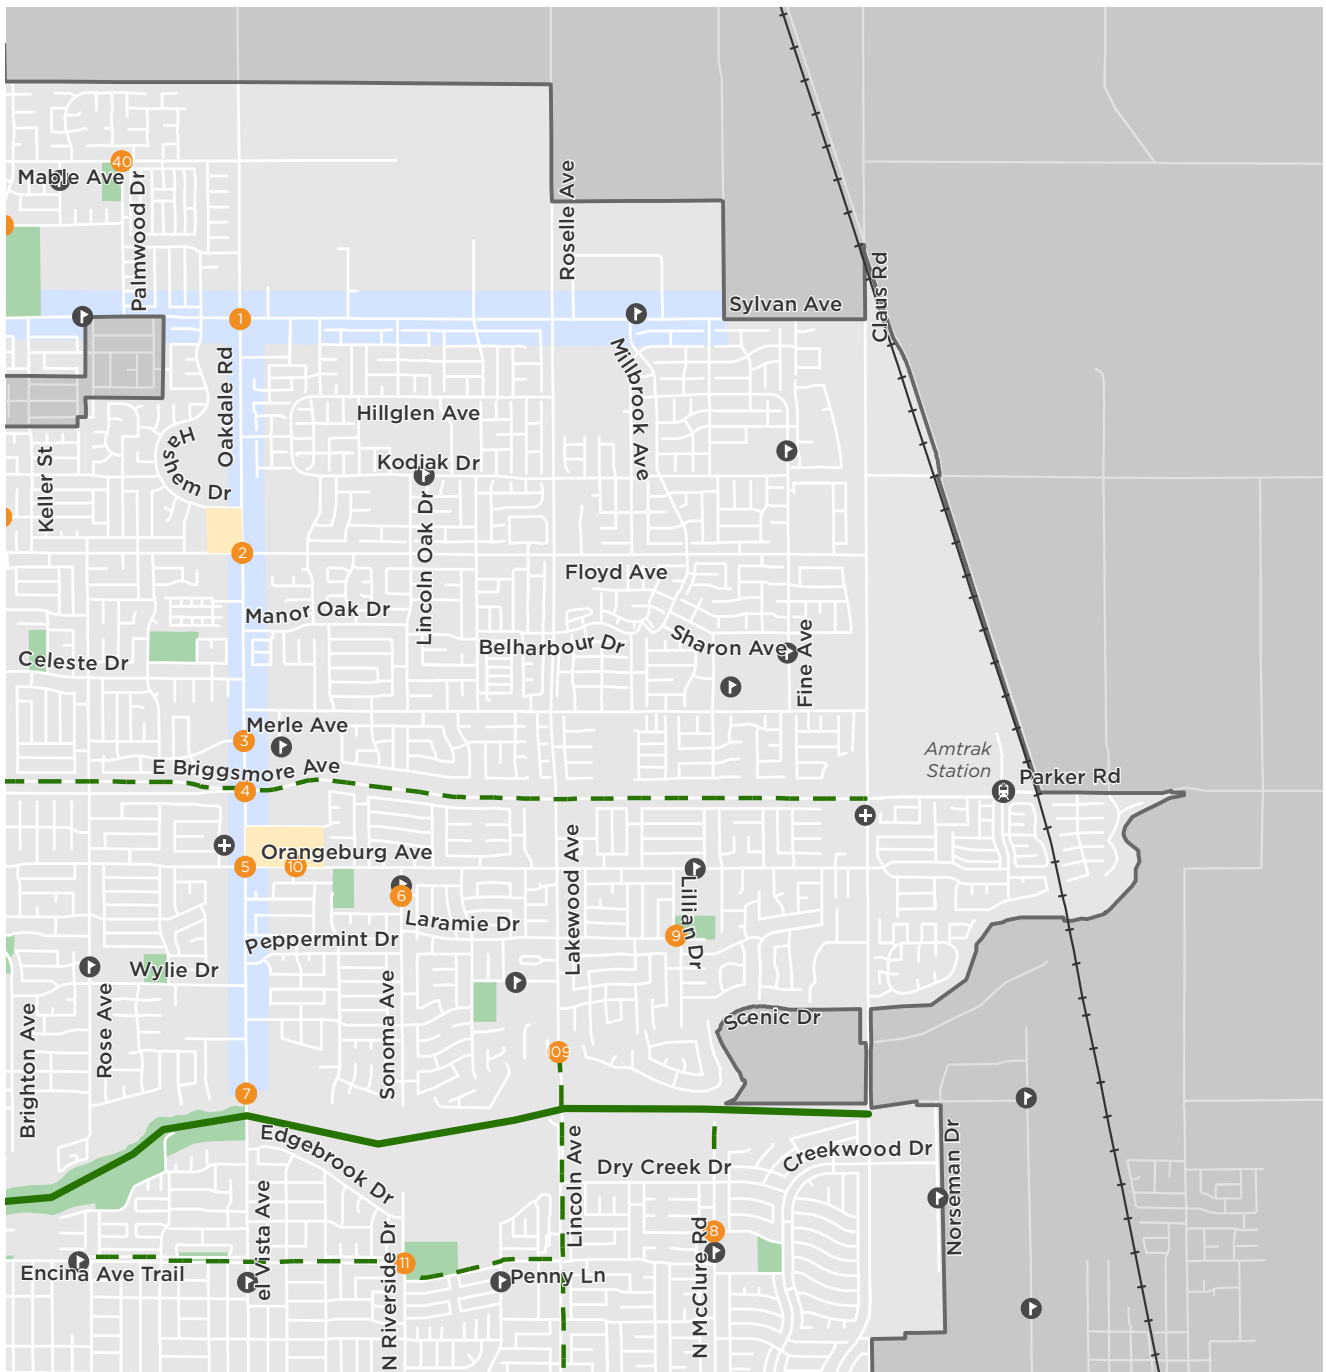 40
Mable Ave
Palmwood Dr
Roselle Ave
Sylvan Ave
Claus Rd
1
Oakdale Rd
Millbrook Ave
Hillglen Ave
Hashem Dr
Kodiak Dr
Keller St
Lincoln Oak Dr
2
Floyd Ave
Manor Oak Dr
Belharbour Dr
Sharon Ave
Fine Ave
Celeste Dr
Merle Ave
3
E Briggsmore Ave
Amtrak
Station
Parker Rd
4
Orangeburg Ave
5
10
Lakewood Ave
6
Laramie Dr
Lillian Dr
9
Peppermint Dr
Wylie Dr
Rose Ave
Sonoma Ave
Brighton Ave
Scenic Dr
109
7
Edgebrook Dr
Lincoln Ave
Dry Creek Dr
Creekwood Dr
Norseman Dr
el Vista Ave
N Riverside Dr
8
N McClure Rd
11
Encina Ave Trail
Penny Ln